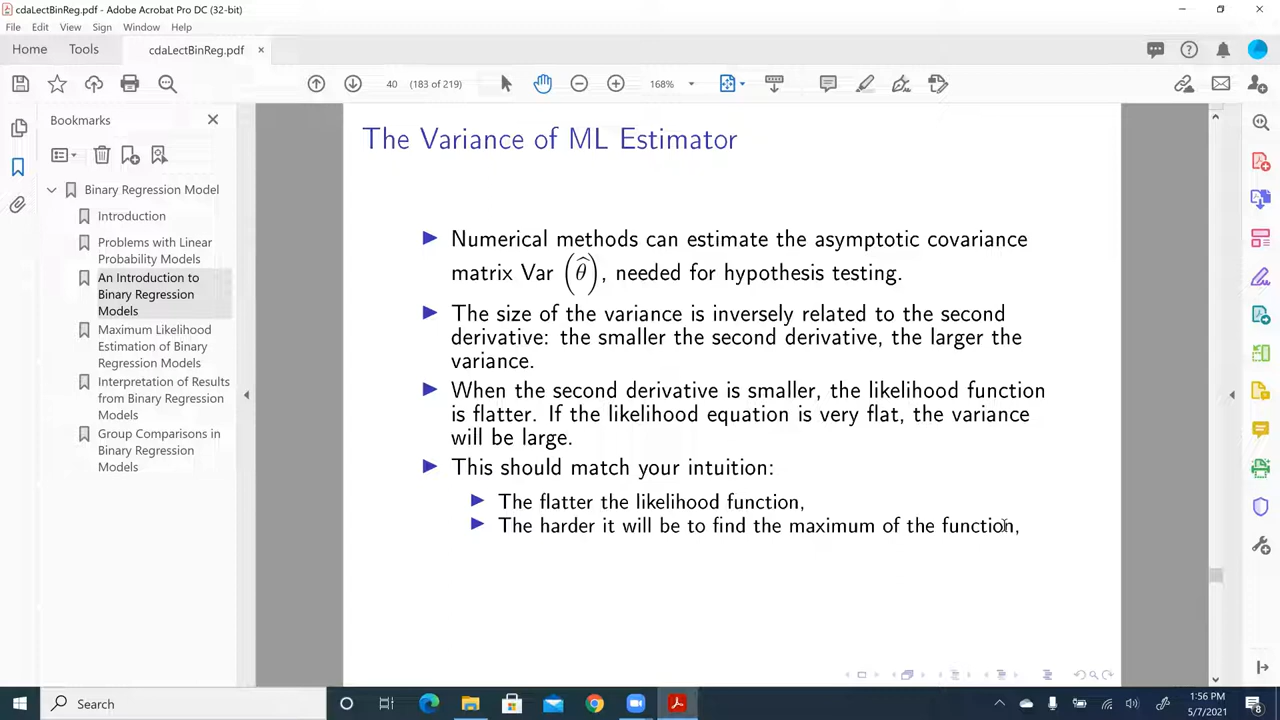 cdaLectBinReg.pdf - Adobe Acrobat Pro DC (32-bit)
File Edit View Sign Window Help
Home Tools cdaLectBinReg.pdf ×
40 (183 of 219) 168%
Bookmarks
Binary Regression Model
Introduction
Problems with Linear
Probability Models
An Introduction to
Binary Regression
Models
Maximum Likelihood
Estimation of Binary
Regression Models
Interpretation of Results
from Binary Regression
Models
Group Comparisons in
Binary Regression
Models
The Variance of ML Estimator
▶ Numerical methods can estimate the asymptotic covariance
matrix Var (θ̂), needed for hypothesis testing.
▶ The size of the variance is inversely related to the second
derivative: the smaller the second derivative, the larger the
variance.
▶ When the second derivative is smaller, the likelihood function
is flatter. If the likelihood equation is very flat, the variance
will be large.
▶ This should match your intuition:
▶ The flatter the likelihood function,
▶ The harder it will be to find the maximum of the function,
Search
1:56 PM
5/7/2021
8